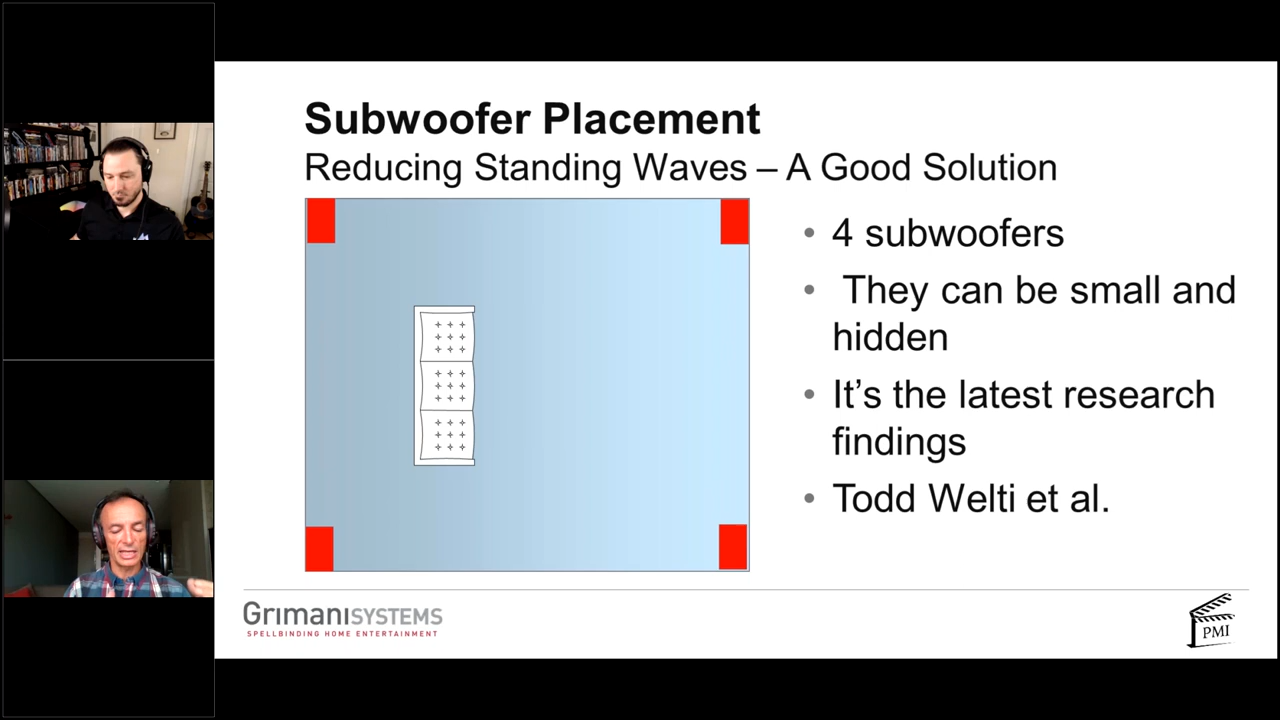 Subwoofer Placement
Reducing Standing Waves – A Good Solution
• 4 subwoofers
• They can be small and
hidden
• It's the latest research
findings
• Todd Welti et al.
GrimaniSYSTEMS
SPELLBINDING HOME ENTERTAINMENT
PMI